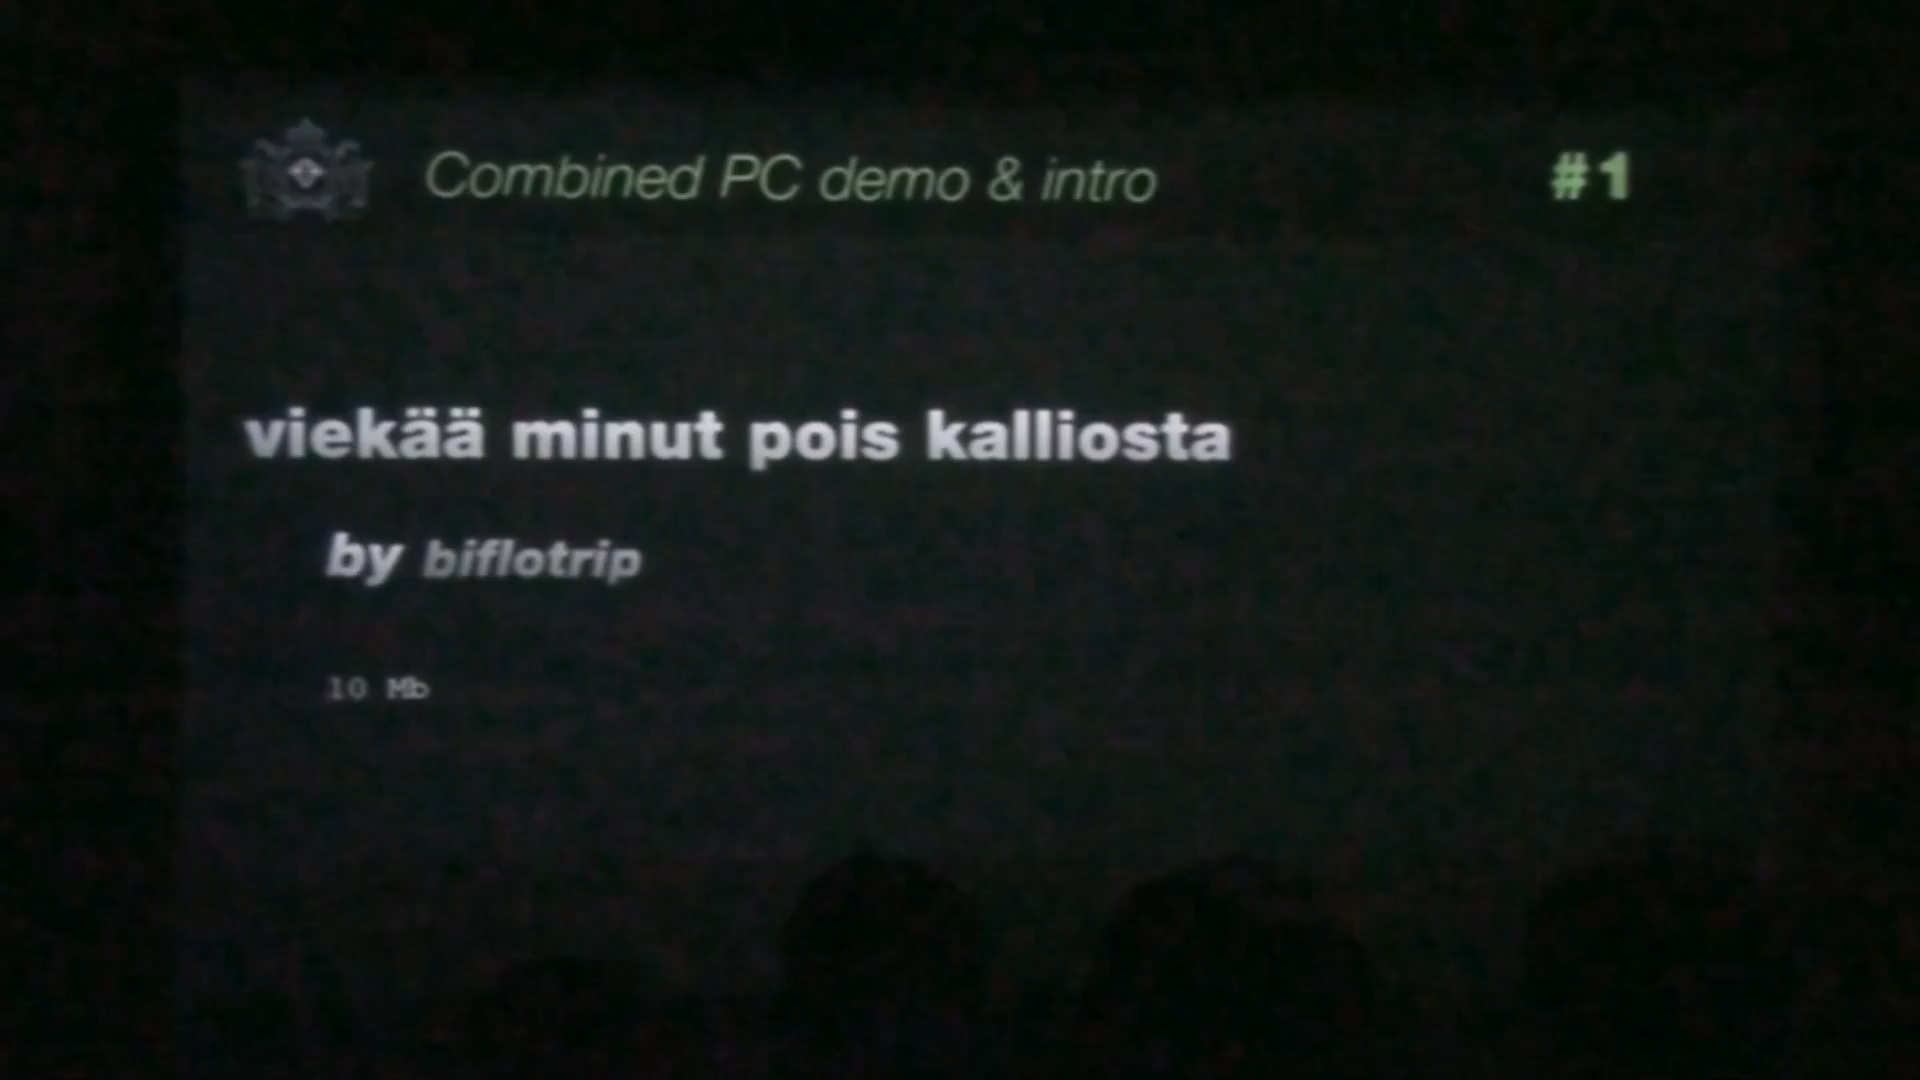 Combined PC demo & intro #1
viekää minut pois kalliosta
by biflotrip
10 Mb